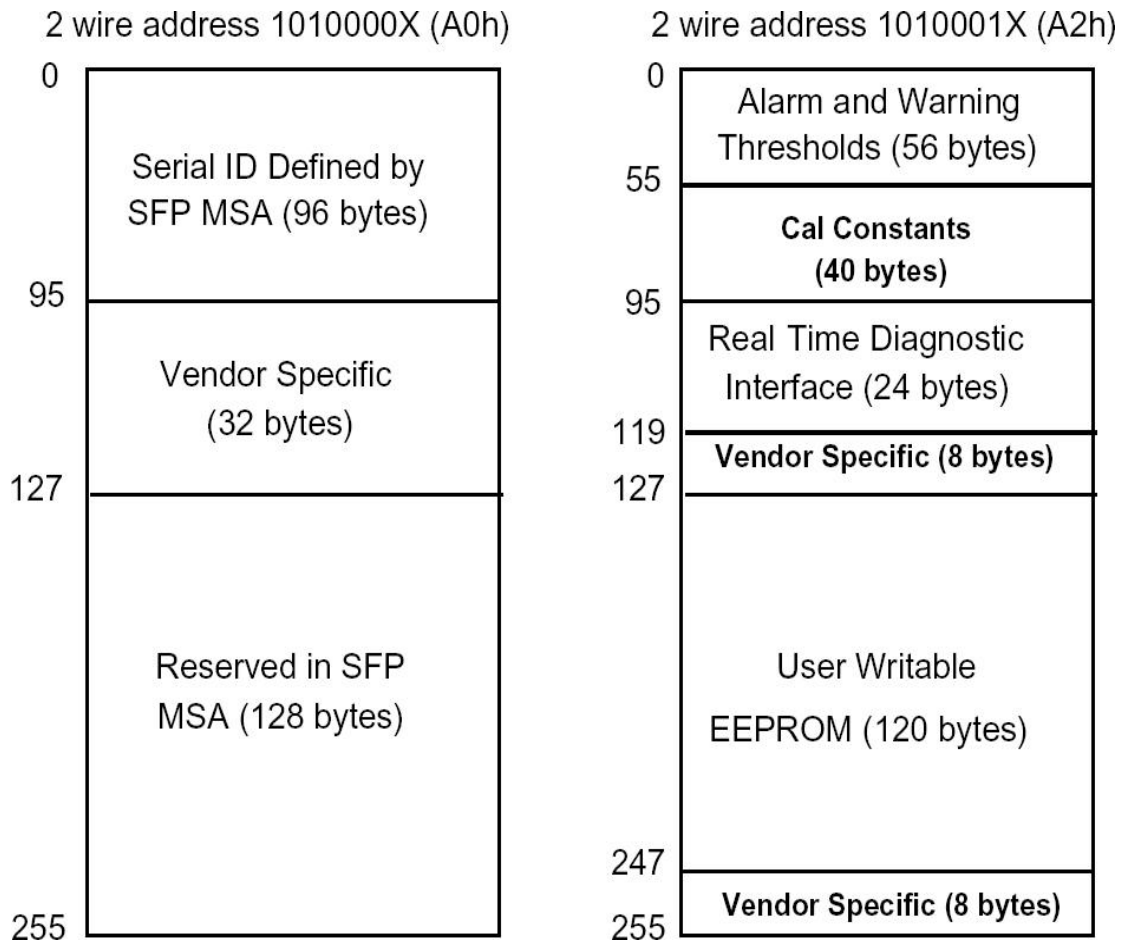 2 wire address 1010000X (A0h)
0
Serial ID Defined by
SFP MSA (96 bytes)
95
Vendor Specific
(32 bytes)
127
Reserved in SFP
MSA (128 bytes)
255
2 wire address 1010001X (A2h)
0
Alarm and Warning
Thresholds (56 bytes)
55
Cal Constants
(40 bytes)
95
Real Time Diagnostic
Interface (24 bytes)
119
Vendor Specific (8 bytes)
127
User Writable
EEPROM (120 bytes)
247
Vendor Specific (8 bytes)
255